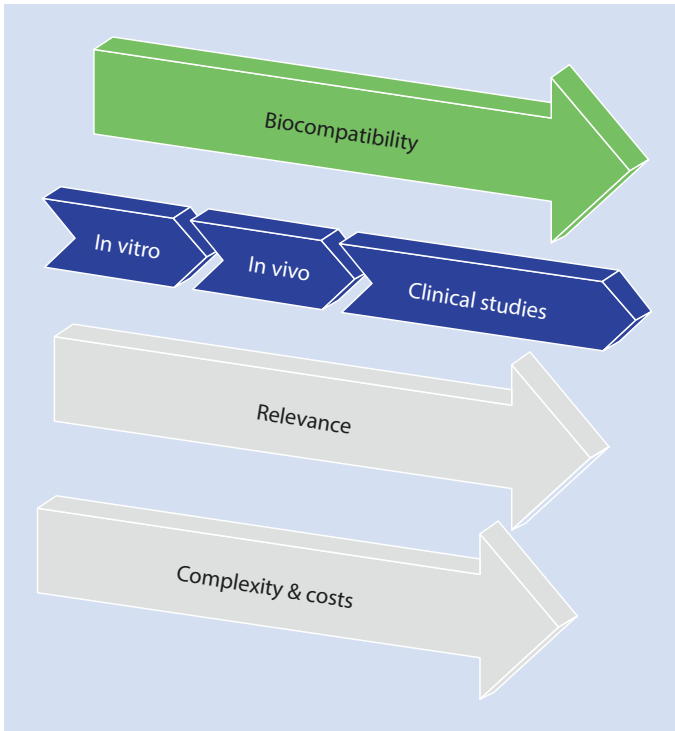 Biocompatibility
In vitro
In vivo
Clinical studies
Relevance
Complexity & costs